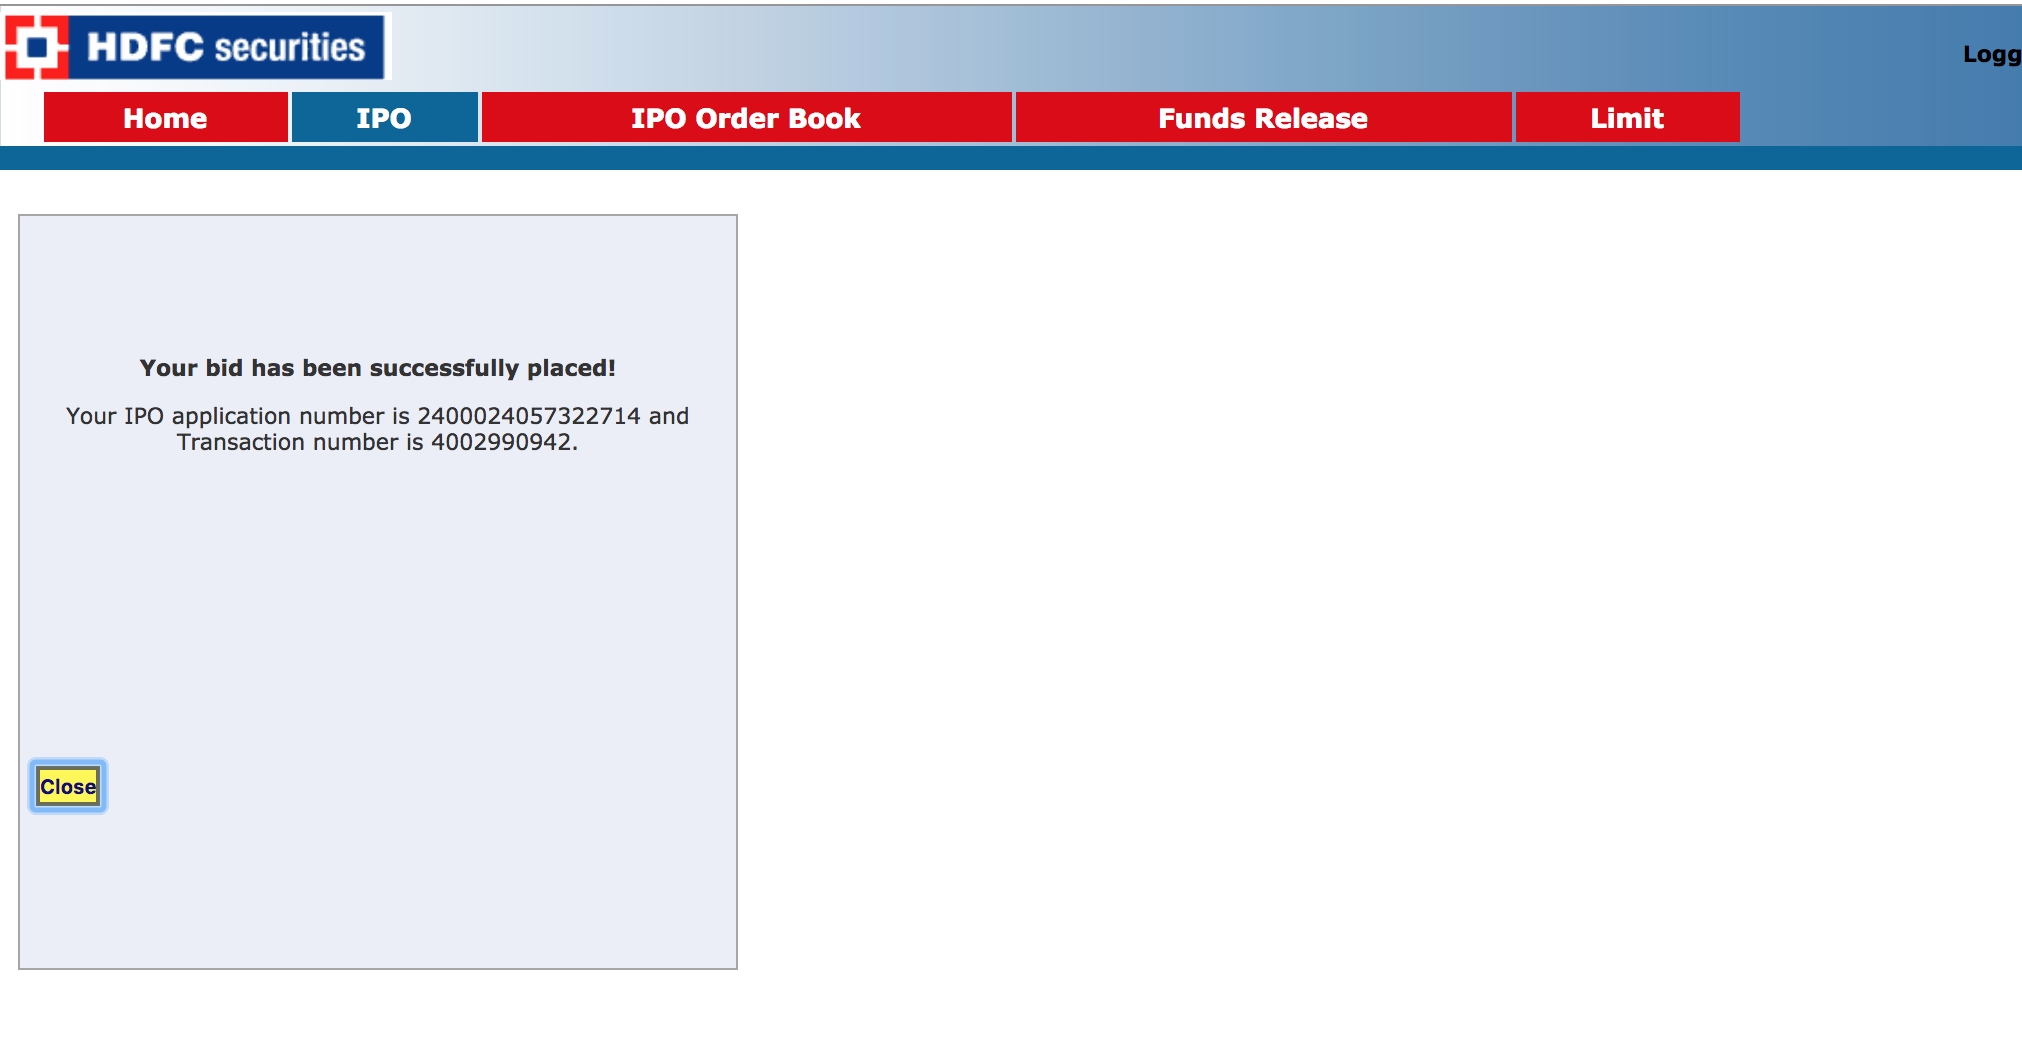 HDFC securities
Logg
Home IPO IPO Order Book Funds Release Limit
Your bid has been successfully placed!
Your IPO application number is 2400024057322714 and
Transaction number is 4002990942.
Close